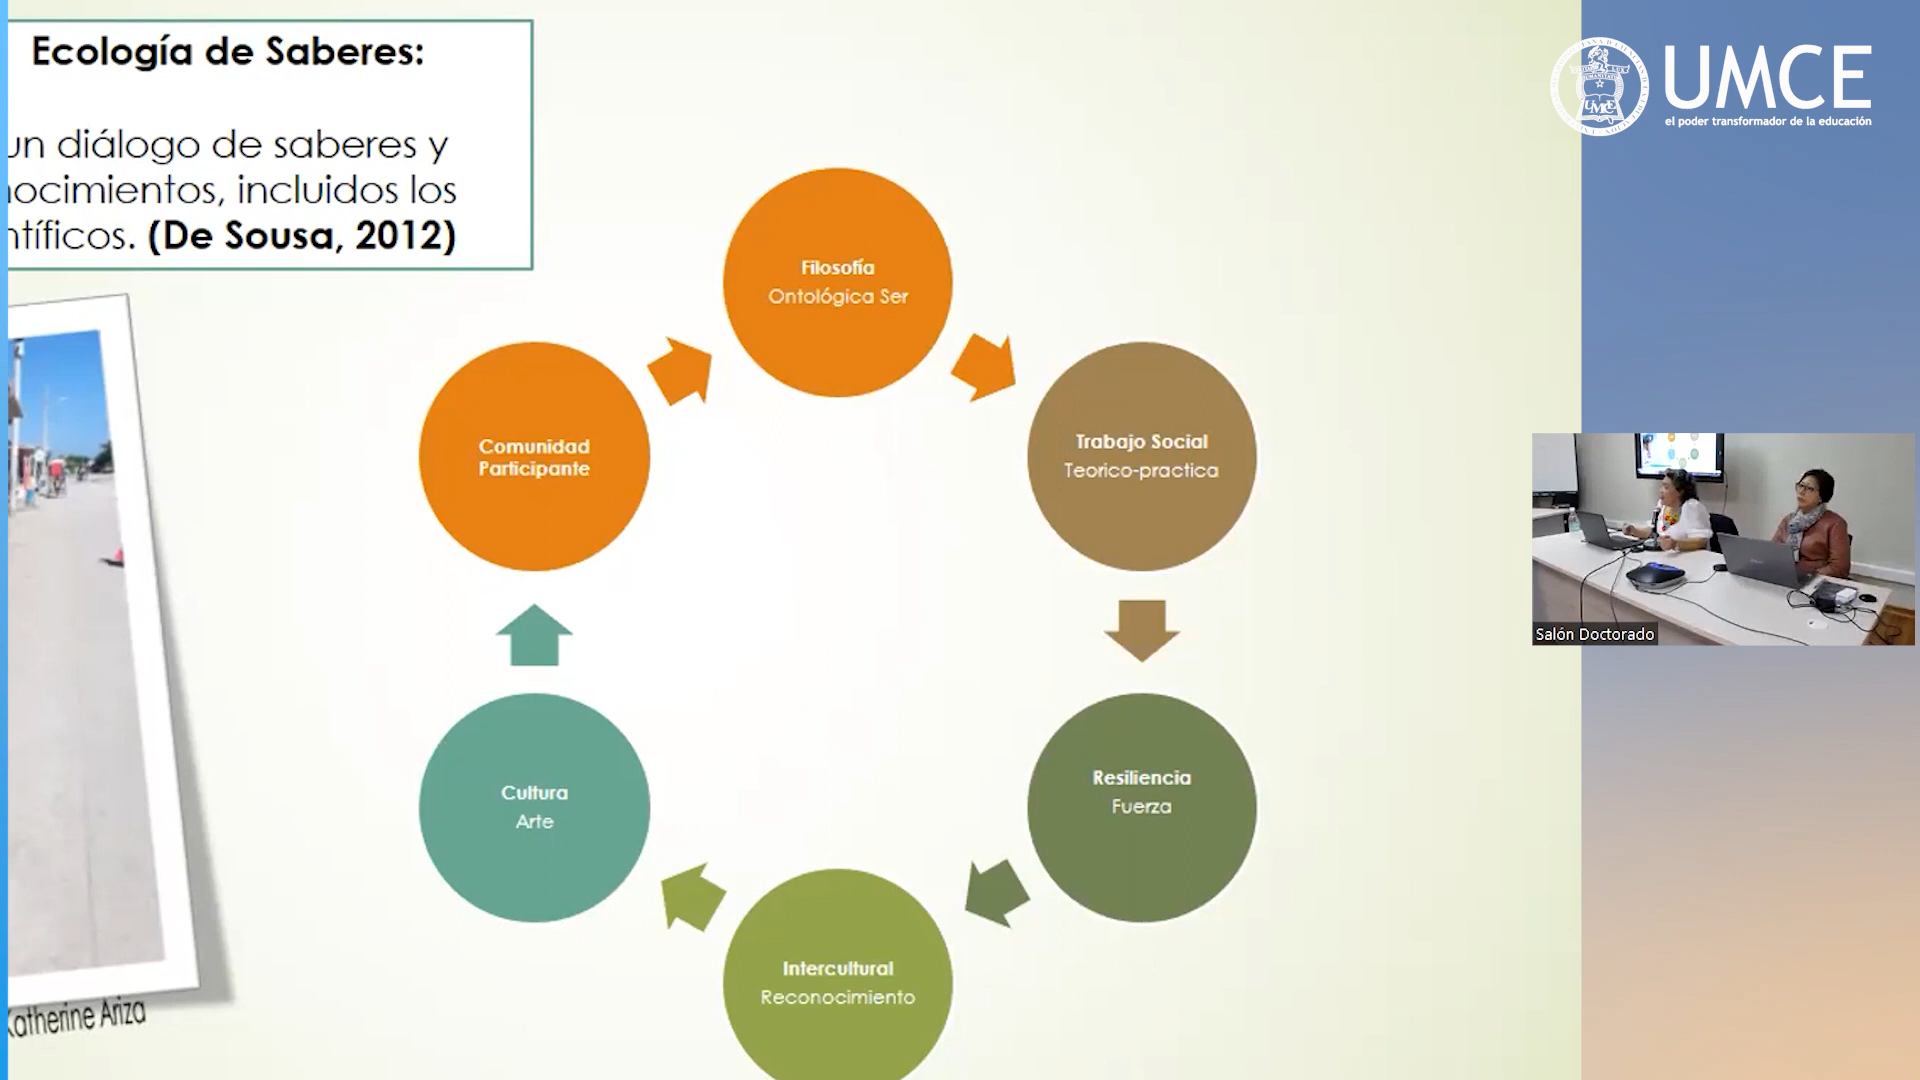 Ecología de Saberes:
un diálogo de saberes y
nocimientos, incluidos los
ntíficos. (De Sousa, 2012)
UMCE
el poder transformador de la educación
Filosofía
Ontológica Ser
Comunidad
Participante
Trabajo Social
Teorico-practica
Salón Doctorado
Resiliencia
Fuerza
Cultura
Arte
Intercultural
Reconocimiento
Katherine Ariza